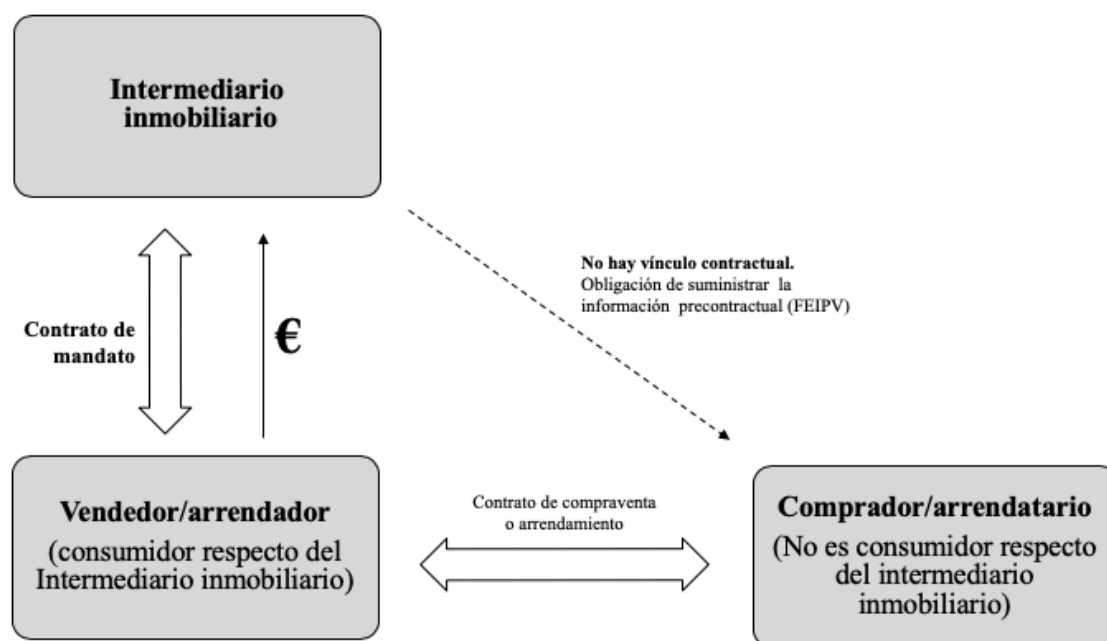 Intermediario
inmobiliario
No hay vínculo contractual.
Obligación de suministrar la
información precontractual (FEIPV)
Contrato de
mandato
€
Vendedor/arrendador
(consumidor respecto del
Intermediario inmobiliario)
Contrato de compraventa
o arrendamiento
Comprador/arrendatario
(No es consumidor respecto
del intermediario
inmobiliario)